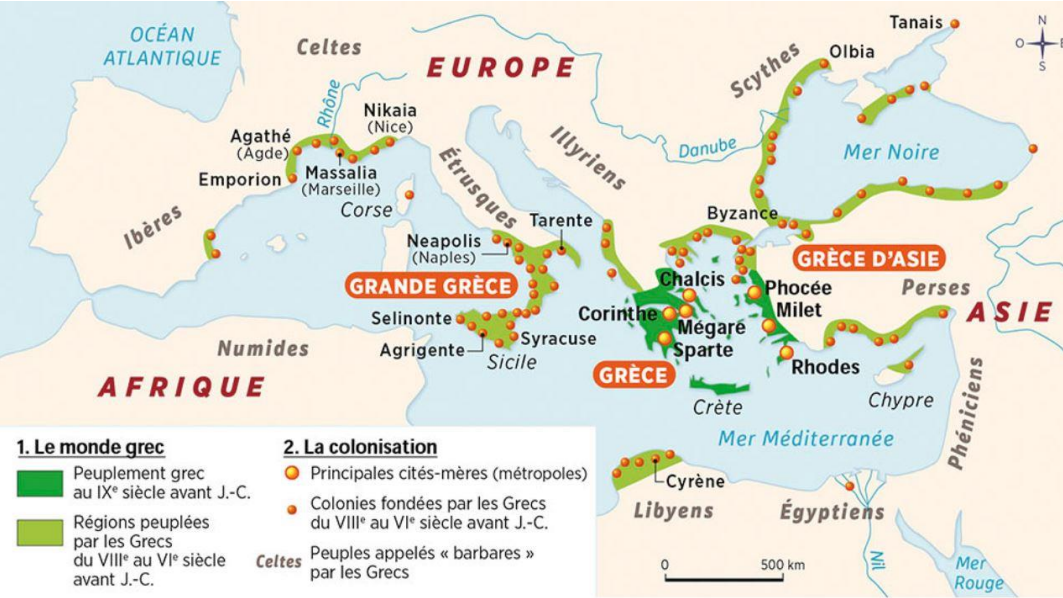 OCÉAN
ATLANTIQUE
Celtes
EUROPE
Scythes
Tanais
Olbia
N
O
E
S
Rhône
Nikaia
(Nice)
Agathé
(Agde)
Emporion
Massalia
(Marseille)
Corse
Ibères
Étrusques
Illyriens
Danube
Mer Noire
Byzance
Tarente
Neapolis
(Naples)
GRANDE GRÈCE
GRÈCE D'ASIE
Chalcis
Phocée
Milet
Perses
ASIE
Corinthe
Mégare
Sparte
Selinonte
Agrigente
Syracuse
Sicile
Numides
AFRIQUE
GRÈCE
Rhodes
Crète
Chypre
Phéniciens
Mer Méditerranée
Cyrène
Libyens
Égyptiens
Nil
Mer
Rouge
0
500 km
1. Le monde grec
Peuplement grec
au IXe siècle avant J.-C.
Régions peuplées
par les Grecs
du VIIIe au VIe siècle
avant J.-C.
2. La colonisation
Principales cités-mères (métropoles)
Colonies fondées par les Grecs
du VIIIe au VIe siècle avant J.-C.
Celtes
Peuples appelés « barbares »
par les Grecs